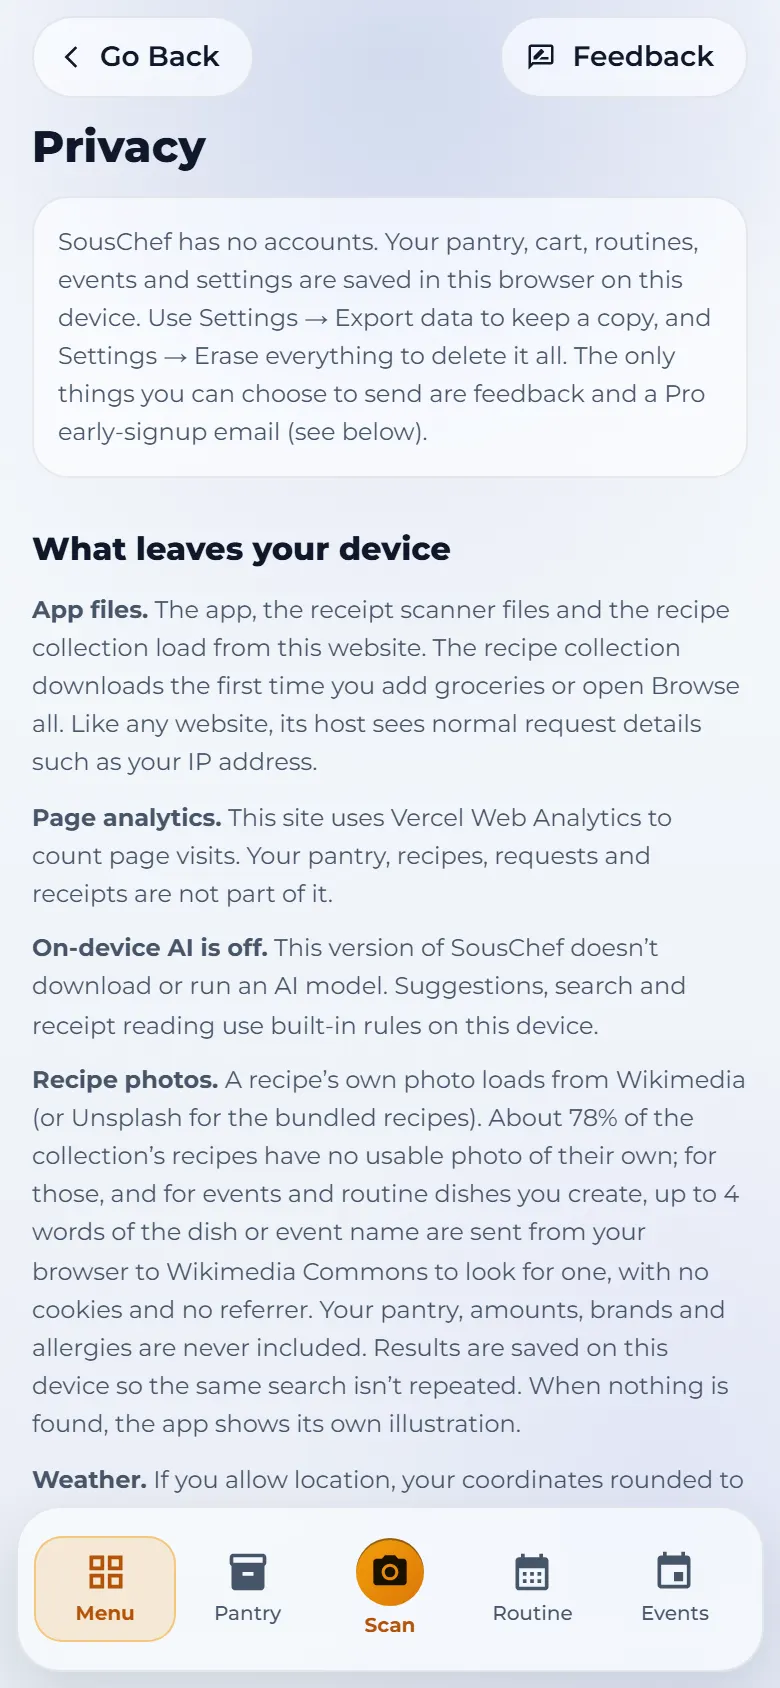 Go Back
Feedback
Privacy
SousChef has no accounts. Your pantry, cart, routines,
events and settings are saved in this browser on this
device. Use Settings → Export data to keep a copy, and
Settings → Erase everything to delete it all. The only
things you can choose to send are feedback and a Pro
early-signup email (see below).
What leaves your device
App files. The app, the receipt scanner files and the recipe
collection load from this website. The recipe collection
downloads the first time you add groceries or open Browse
all. Like any website, its host sees normal request details
such as your IP address.
Page analytics. This site uses Vercel Web Analytics to
count page visits. Your pantry, recipes, requests and
receipts are not part of it.
On-device AI is off. This version of SousChef doesn’t
download or run an AI model. Suggestions, search and
receipt reading use built-in rules on this device.
Recipe photos. A recipe’s own photo loads from Wikimedia
(or Unsplash for the bundled recipes). About 78% of the
collection’s recipes have no usable photo of their own; for
those, and for events and routine dishes you create, up to 4
words of the dish or event name are sent from your
browser to Wikimedia Commons to look for one, with no
cookies and no referrer. Your pantry, amounts, brands and
allergies are never included. Results are saved on this
device so the same search isn’t repeated. When nothing is
found, the app shows its own illustration.
Weather. If you allow location, your coordinates rounded to
Menu
Pantry
Scan
Routine
Events